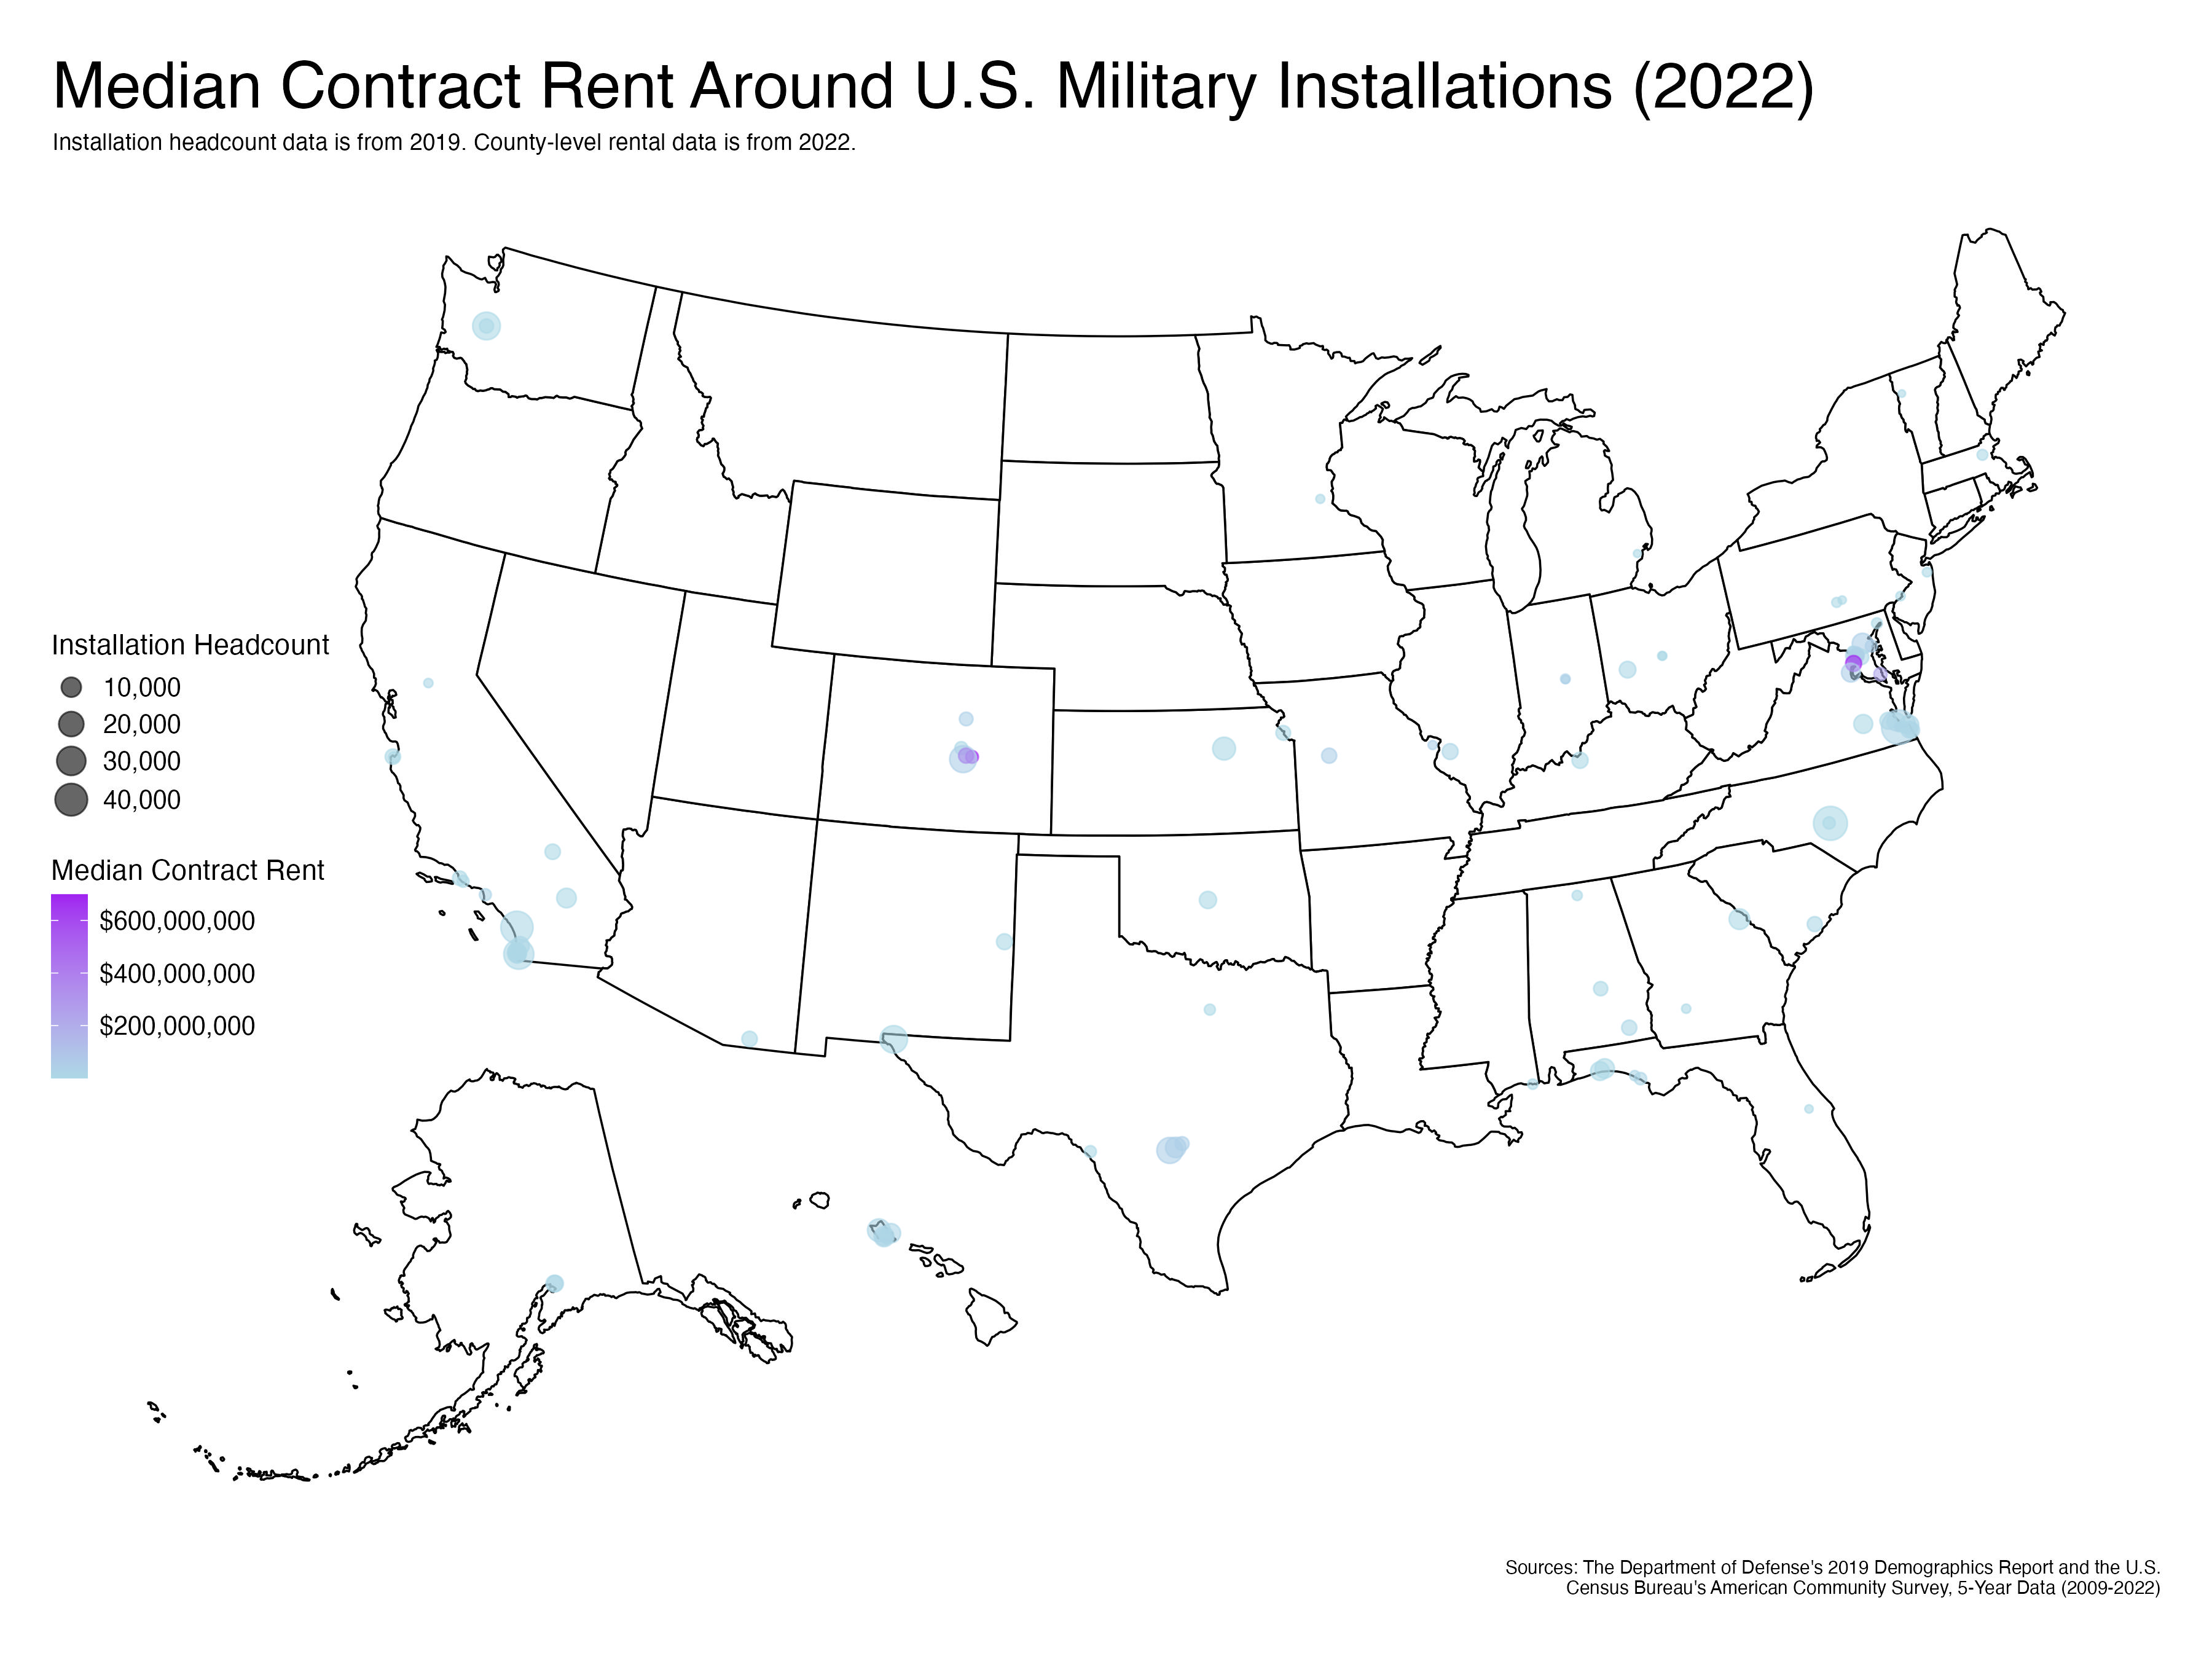 Median Contract Rent Around U.S. Military Installations (2022)
Installation headcount data is from 2019. County-level rental data is from 2022.
Installation Headcount
10,000
20,000
30,000
40,000
Median Contract Rent
$600,000,000
$400,000,000
$200,000,000
Sources: The Department of Defense's 2019 Demographics Report and the U.S.
Census Bureau's American Community Survey, 5-Year Data (2009-2022)